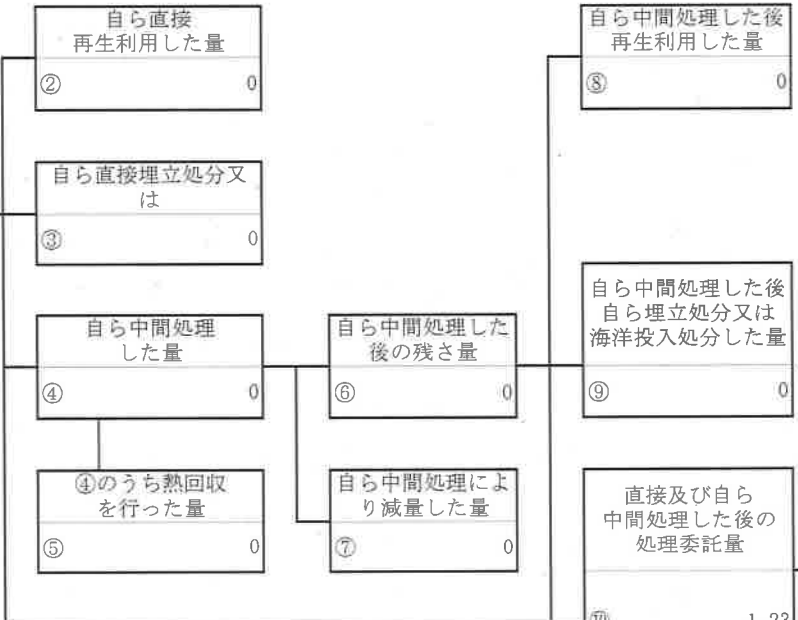 自ら直接
再生利用した量
② 0
自ら中間処理した後
再生利用した量
⑧ 0
自ら直接埋立処分又
は
③ 0
自ら中間処理した後
自ら埋立処分又は
海洋投入処分した量
⑨ 0
自ら中間処理
した量
④ 0
自ら中間処理した
後の残さ量
⑥ 0
④のうち熱回収
を行った量
⑤ 0
自ら中間処理によ
り減量した量
⑦ 0
直接及び自ら
中間処理した後の
処理委託量
⑩